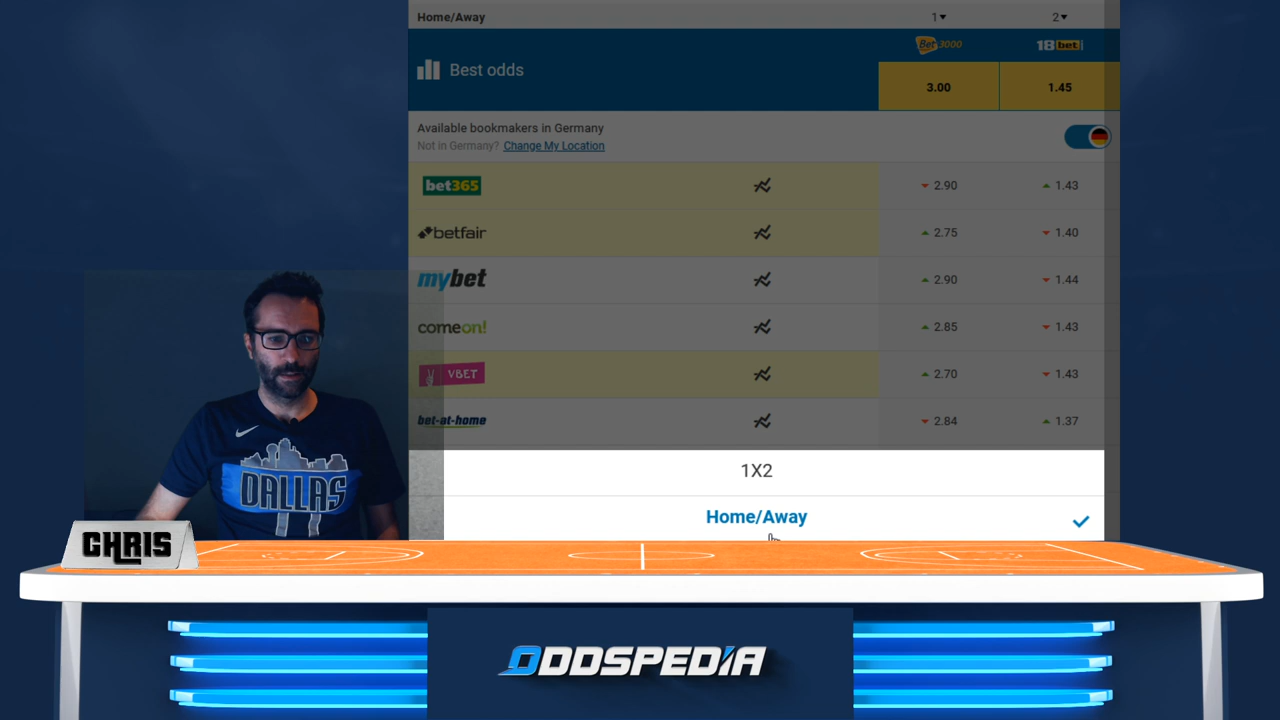 Home/Away 1 2
Bet3000 18bet
Best odds
3.00 1.45
Available bookmakers in Germany
Not in Germany? Change My Location
bet365 2.90 1.43
betfair 2.75 1.40
mybet 2.90 1.44
comeon! 2.85 1.43
VBET 2.70 1.43
bet-at-home 2.84 1.37
1X2
Home/Away
DALLAS
CHRIS
ODDSPEDIA